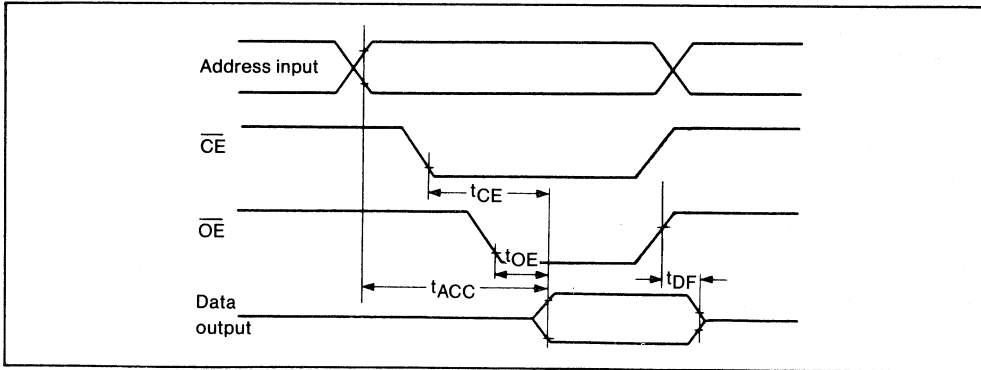 Address input
CE
tCE
OE
tOE
tDF
tACC
Data
output